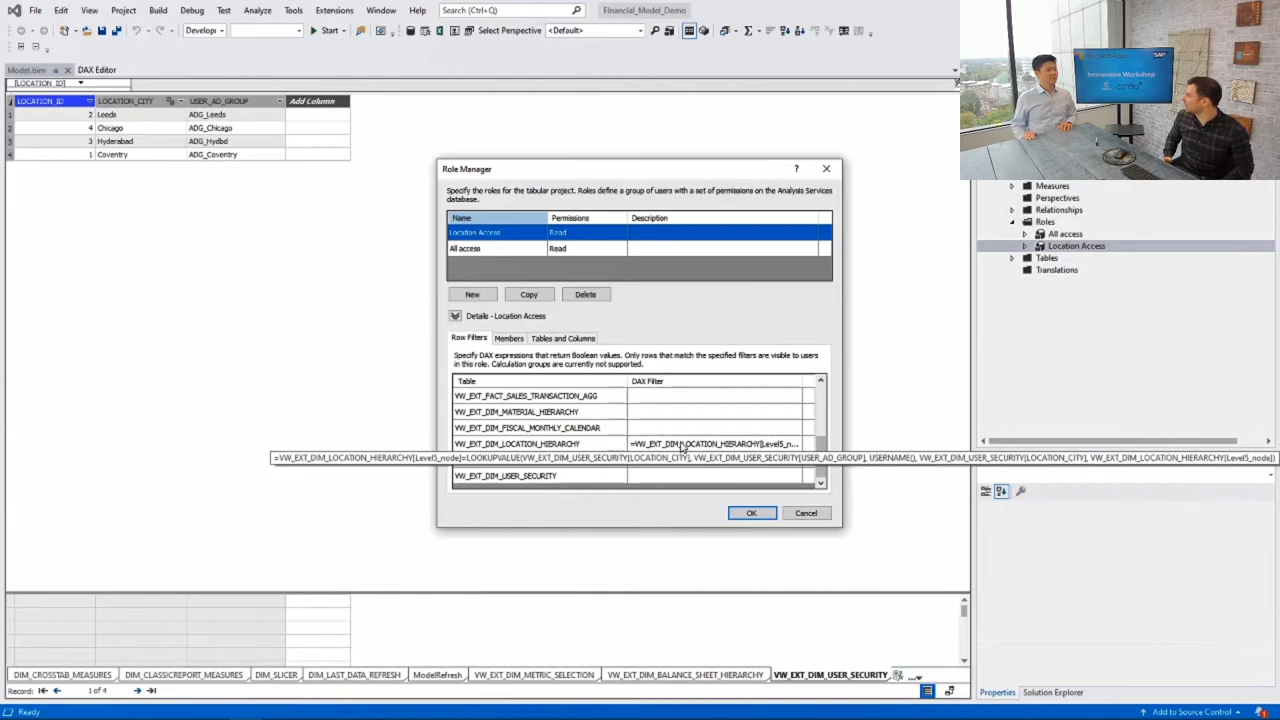 File Edit View Project Build Debug Test Analyze Tools Extensions Window Help Search (Ctrl+Q) Financial_Model_Demo
Develop Start Select Perspective <Default>
Model.bim DAX Editor
[LOCATION_ID]
LOCATION_ID LOCATION_CITY USER_AD_GROUP Add Column
1 2 Leeds ADG_Leeds
2 4 Chicago ADG_Chicago
3 3 Hyderabad ADG_Hydbd
4 1 Coventry ADG_Coventry
SAP
Immersion Workshop
Role Manager ?
Specify the roles for the tabular project. Roles define a group of users with a set of permissions on the Analysis Services
database.
Name Permissions Description
Location Access Read
All access Read
New Copy Delete
Details - Location Access
Row Filters Members Tables and Columns
Specify DAX expressions that return Boolean values. Only rows that match the specified filters are visible to users
in this role. Calculation groups are currently not supported.
Table DAX Filter
VW_EXT_FACT_SALES_TRANSACTION_AGG
VW_EXT_DIM_MATERIAL_HIERARCHY
VW_EXT_DIM_FISCAL_MONTHLY_CALENDAR
VW_EXT_DIM_LOCATION_HIERARCHY =VW_EXT_DIM_LOCATION_HIERARCHY[Level5_n...
=VW_EXT_DIM_LOCATION_HIERARCHY[Level5_node]=LOOKUPVALUE(VW_EXT_DIM_USER_SECURITY[LOCATION_CITY], VW_EXT_DIM_USER_SECURITY[USER_AD_GROUP], USERNAME(), VW_EXT_DIM_USER_SECURITY[LOCATION_CITY], VW_EXT_DIM_LOCATION_HIERARCHY[Level5_node])
VW_EXT_DIM_USER_SECURITY
OK Cancel
Measures
Perspectives
Relationships
Roles
All access
Location Access
Tables
Translations
DIM_CROSSTAB_MEASURES DIM_CLASSICREPORT_MEASURES DIM_SLICER DIM_LAST_DATA_REFRESH ModelRefresh VW_EXT_DIM_METRIC_SELECTION VW_EXT_DIM_BALANCE_SHEET_HIERARCHY VW_EXT_DIM_USER_SECURITY ...
Record: 1 of 4
Properties Solution Explorer
Ready Add to Source Control 1